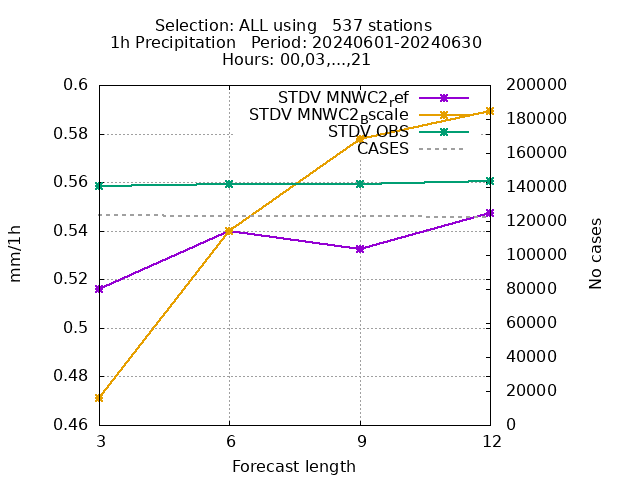 Selection: ALL using   537 stations
1h Precipitation   Period: 20240601-20240630
Hours: 00,03,...,21
STDV MNWC2ref
STDV MNWC2Bscale
STDV OBS
CASES
0.6
0.58
0.56
0.54
0.52
0.5
0.48
0.46
200000
180000
160000
140000
120000
100000
80000
60000
40000
20000
0
mm/1h
No cases
3 6 9 12
Forecast length